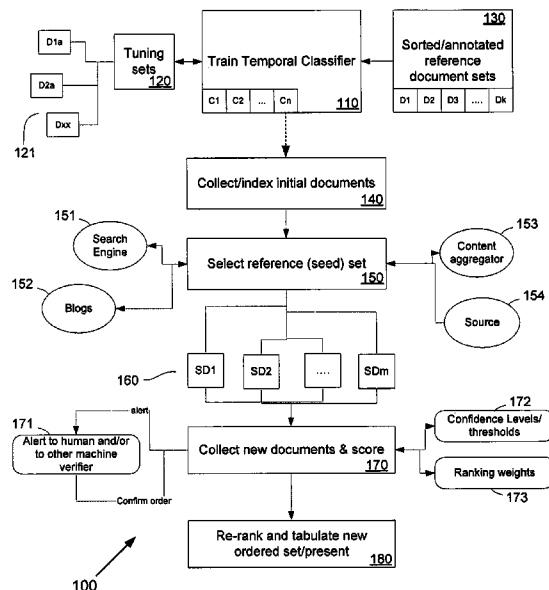 D1a
D2a
Dxx
121
Tuning
sets
120
Train Temporal Classifier
C1 C2 ... Cn
110
130
Sorted/annotated
reference
document sets
D1 D2 D3 .... Dk
Collect/index initial documents
140
151
Search
Engine
152
Blogs
Select reference (seed) set
150
153
Content
aggregator
154
Source
160
SD1 SD2 .... SDm
171
alert
Alert to human and/or
to other machine
verifier
Confirm order
Collect new documents & score
170
172
Confidence Levels/
thresholds
Ranking weights
173
Re-rank and tabulate new
ordered set/present
180
100